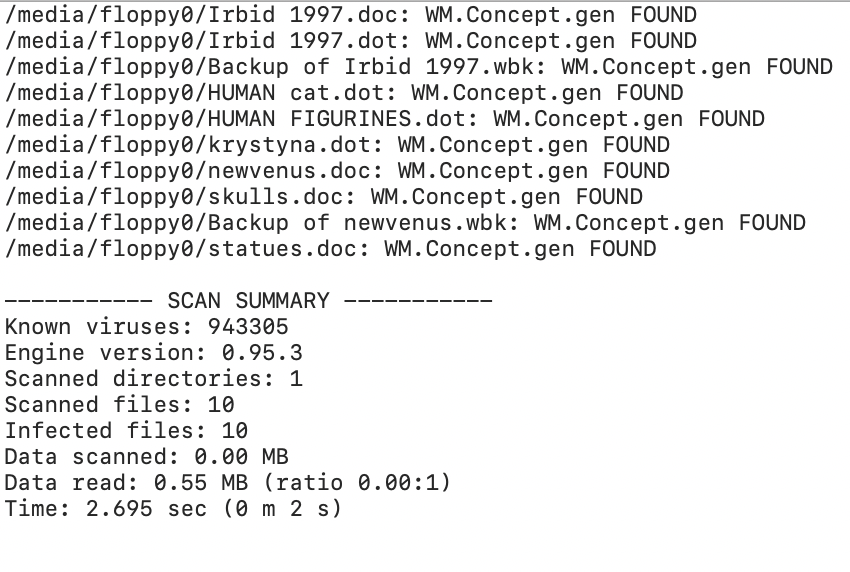 /media/floppy0/Irbid 1997.doc: WM.Concept.gen FOUND
/media/floppy0/Irbid 1997.dot: WM.Concept.gen FOUND
/media/floppy0/Backup of Irbid 1997.wbk: WM.Concept.gen FOUND
/media/floppy0/HUMAN cat.dot: WM.Concept.gen FOUND
/media/floppy0/HUMAN FIGURINES.dot: WM.Concept.gen FOUND
/media/floppy0/krystyna.dot: WM.Concept.gen FOUND
/media/floppy0/newvenus.doc: WM.Concept.gen FOUND
/media/floppy0/skulls.doc: WM.Concept.gen FOUND
/media/floppy0/Backup of newvenus.wbk: WM.Concept.gen FOUND
/media/floppy0/statues.doc: WM.Concept.gen FOUND
----------- SCAN SUMMARY -----------
Known viruses: 943305
Engine version: 0.95.3
Scanned directories: 1
Scanned files: 10
Infected files: 10
Data scanned: 0.00 MB
Data read: 0.55 MB (ratio 0.00:1)
Time: 2.695 sec (0 m 2 s)